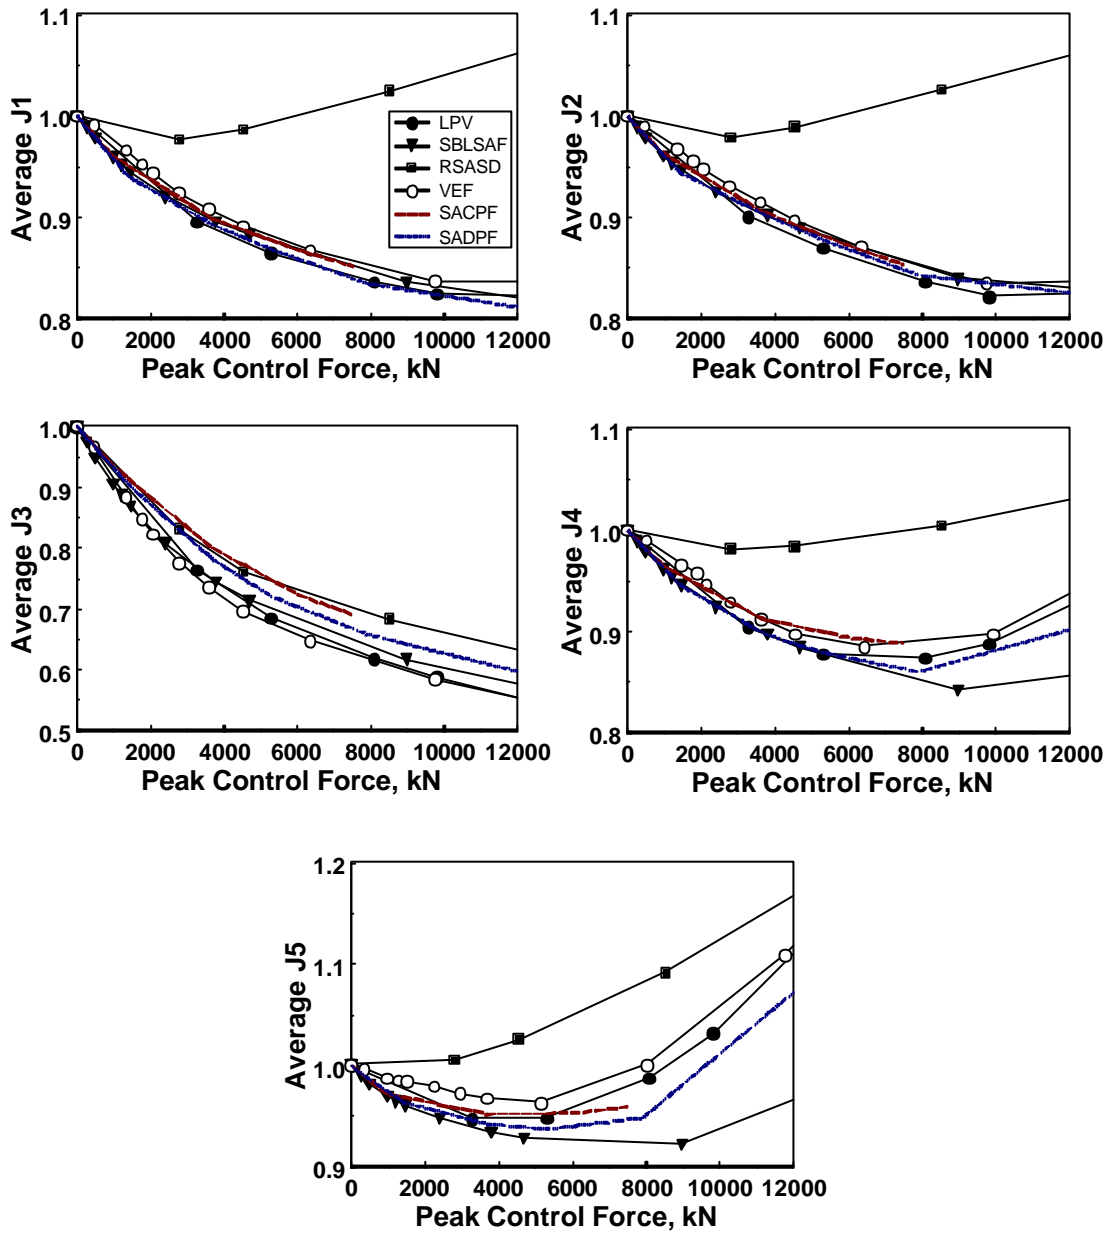 1.1
1.0
0.9
0.8
Average J1
0 2000 4000 6000 8000 10000 12000
Peak Control Force, kN
LPV
SBLSAF
RSASD
VEF
SACPF
SADPF
1.1
1.0
0.9
0.8
Average J2
0 2000 4000 6000 8000 10000 12000
Peak Control Force, kN
1.0
0.9
0.8
0.7
0.6
0.5
Average J3
0 2000 4000 6000 8000 10000 12000
Peak Control Force, kN
1.1
1.0
0.9
0.8
Average J4
0 2000 4000 6000 8000 10000 12000
Peak Control Force, kN
1.2
1.1
1.0
0.9
Average J5
0 2000 4000 6000 8000 10000 12000
Peak Control Force, kN